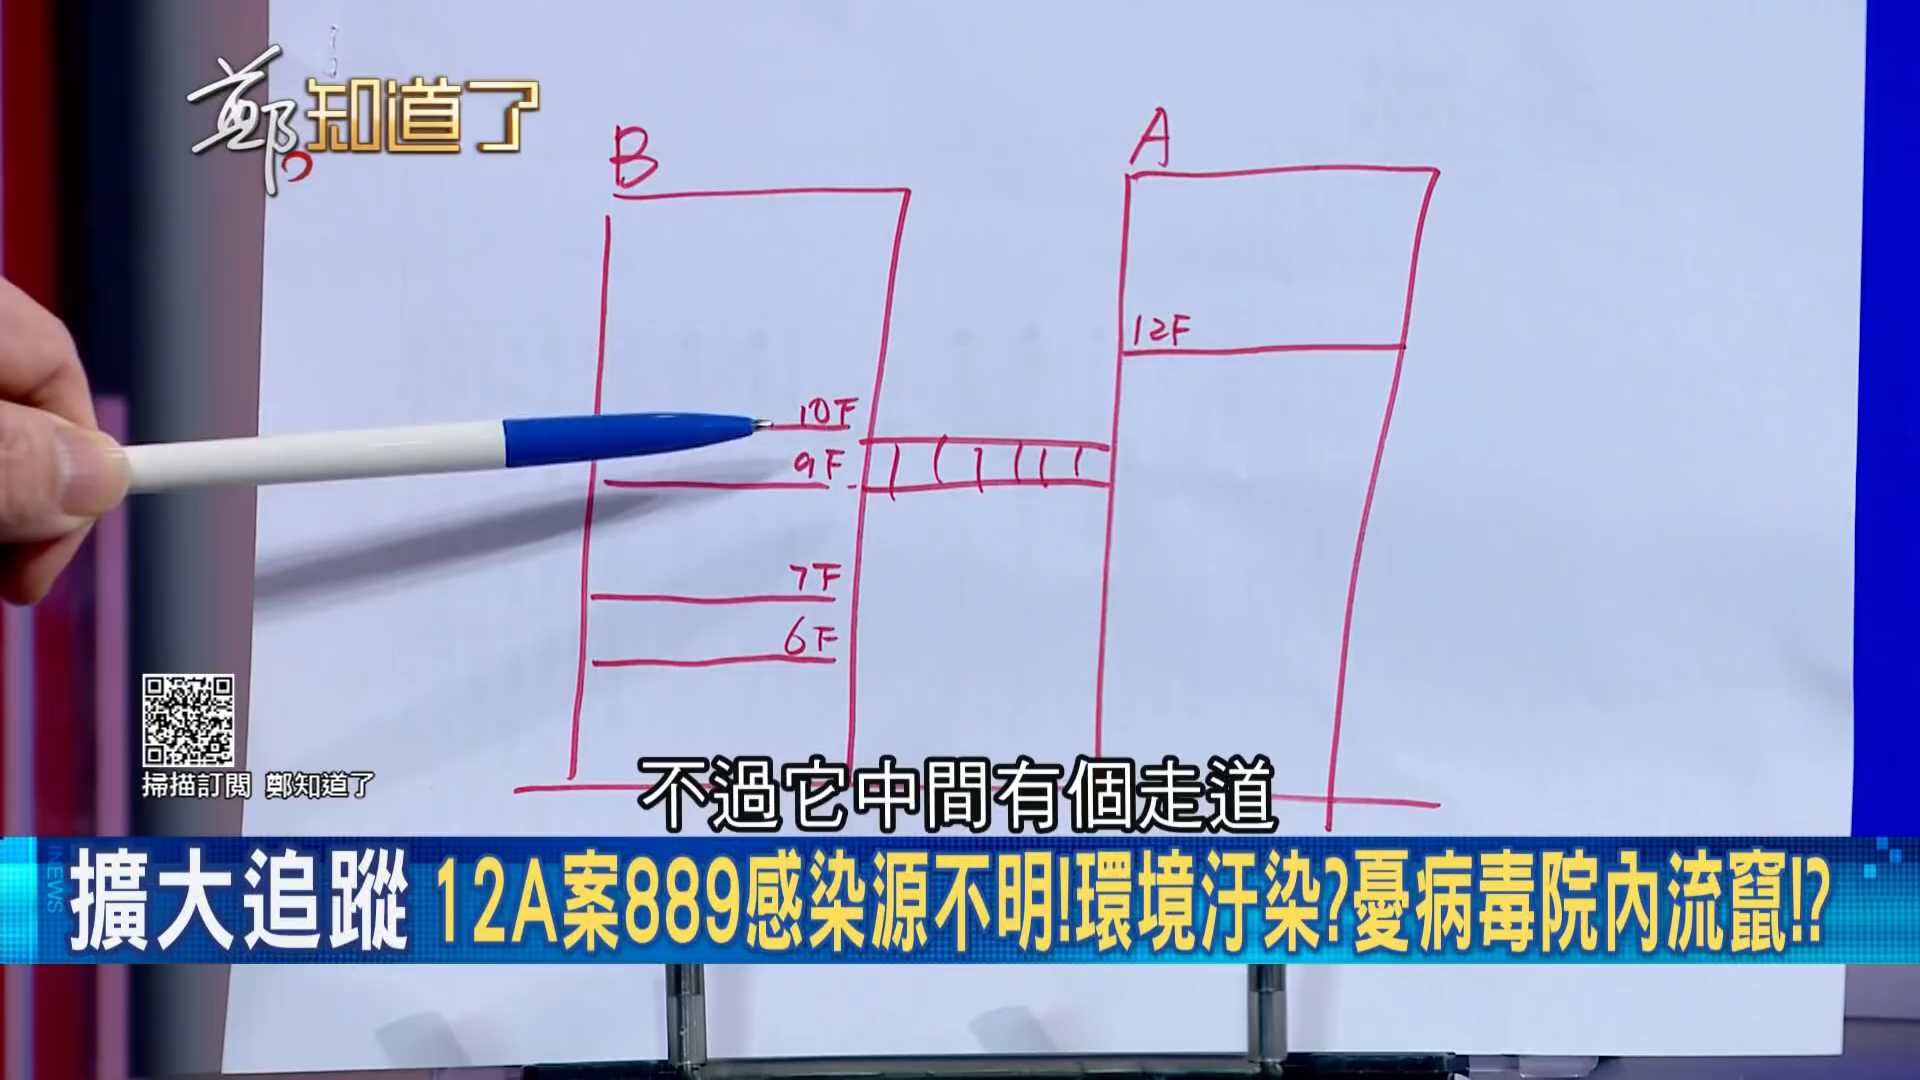 鄭知道了
B
A
12F
10F
9F
7F
6F
掃描訂閱 鄭知道了
不過它中間有個走道
NEWS
擴大追蹤 12A案889感染源不明!環境汙染?憂病毒院內流竄!?